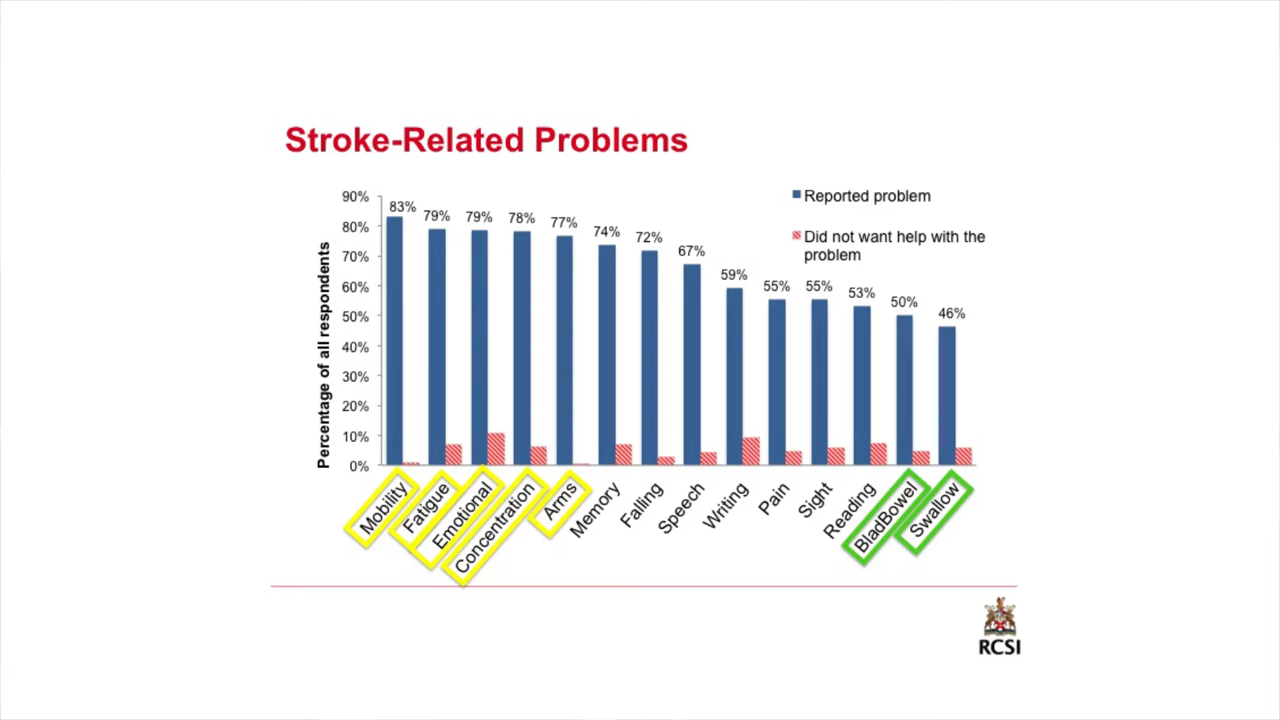 Stroke-Related Problems
Reported problem
Did not want help with the
problem
Percentage of all respondents
90%
80%
70%
60%
50%
40%
30%
20%
10%
0%
83%
79%
79%
78%
77%
74%
72%
67%
59%
55%
55%
53%
50%
46%
Mobility
Fatigue
Emotional
Concentration
Arms
Memory
Falling
Speech
Writing
Pain
Sight
Reading
BladBowel
Swallow
RCSI